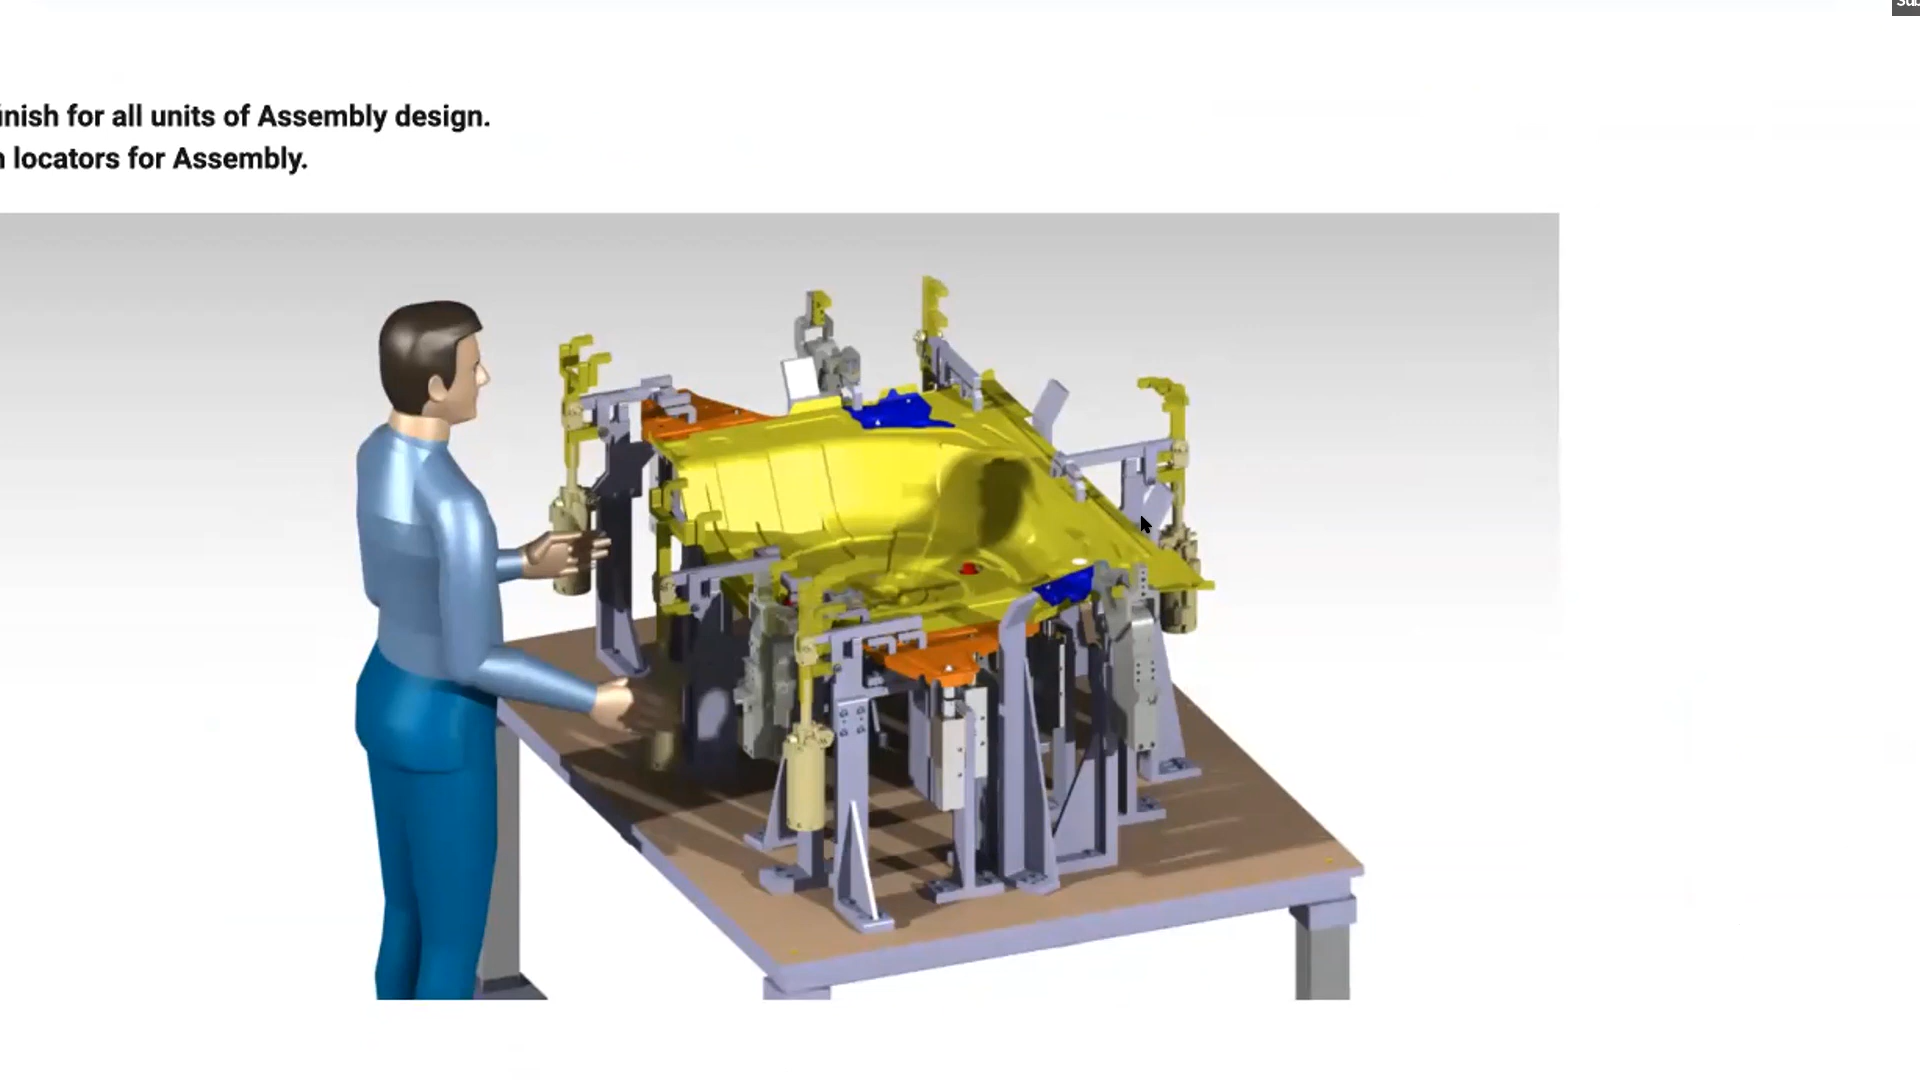 inish for all units of Assembly design.
locators for Assembly.